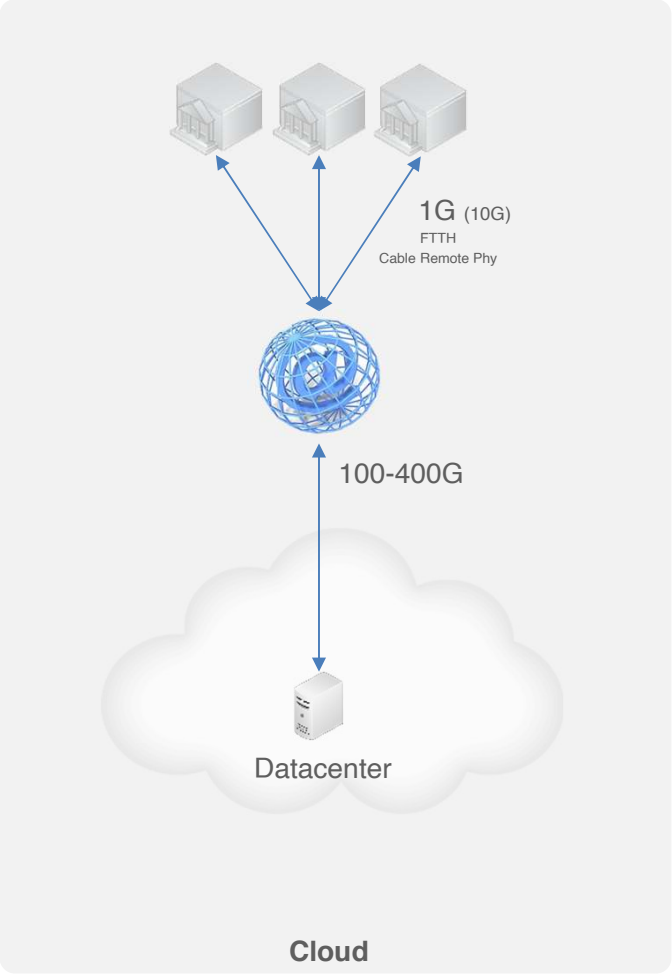 1G (10G)
FTTH
Cable Remote Phy
100-400G
Datacenter
Cloud